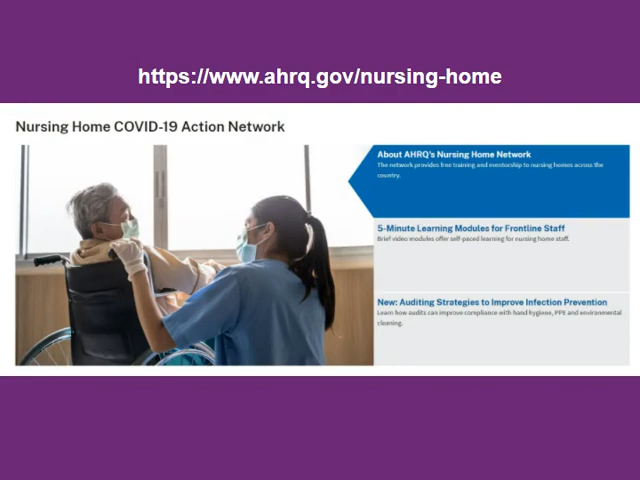 https://www.ahrq.gov/nursing-home
Nursing Home COVID-19 Action Network
About AHRQ's Nursing Home Network
The network provides free training and mentorship to nursing homes across the
country.
5-Minute Learning Modules for Frontline Staff
Brief video modules offer self-paced learning for nursing home staff.
New: Auditing Strategies to Improve Infection Prevention
Learn how audits can improve compliance with hand hygiene, PPE and environmental
cleaning.